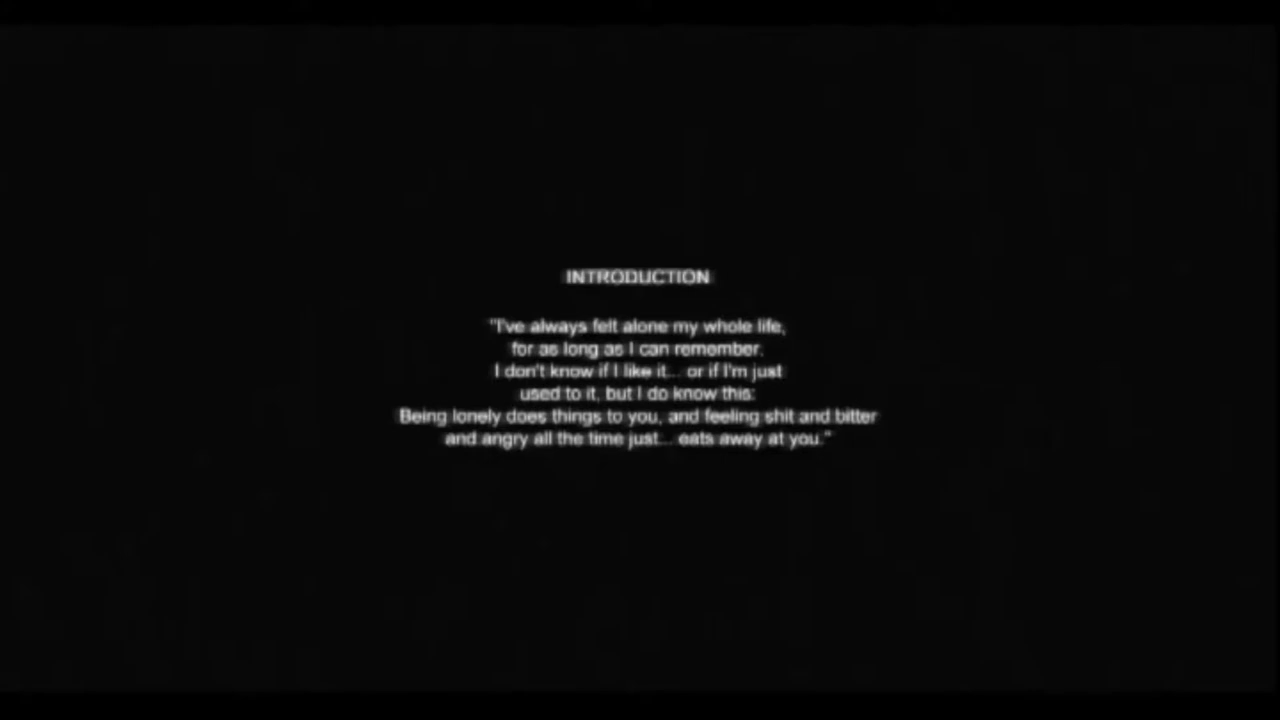 INTRODUCTION
"I've always felt alone my whole life,
for as long as I can remember.
I don't know if I like it... or if I'm just
used to it, but I do know this:
Being lonely does things to you, and feeling shit and bitter
and angry all the time just... eats away at you."